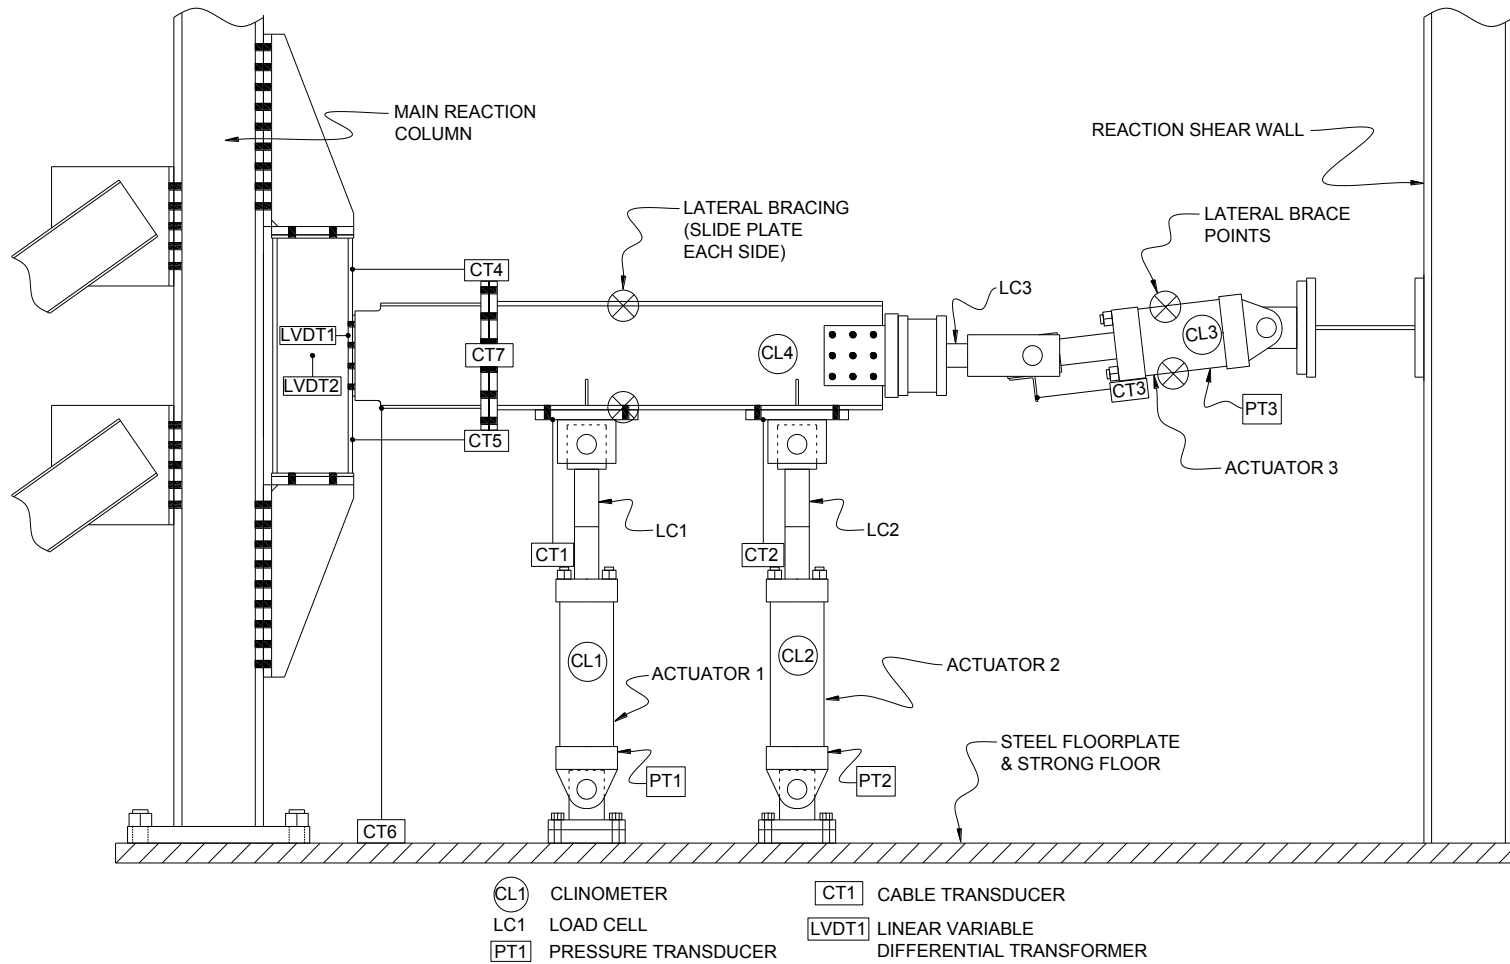 MAIN REACTION
COLUMN
REACTION SHEAR WALL
LATERAL BRACING
(SLIDE PLATE
EACH SIDE)
LATERAL BRACE
POINTS
CT4
LC3
LVDT1
CT7
CL4
CL3
LVDT2
CT3
PT3
CT5
ACTUATOR 3
LC1
LC2
CT1
CT2
CL1
CL2
ACTUATOR 1
ACTUATOR 2
STEEL FLOORPLATE
& STRONG FLOOR
PT1
PT2
CT6
CL1 CLINOMETER
LC1 LOAD CELL
PT1 PRESSURE TRANSDUCER
CT1 CABLE TRANSDUCER
LVDT1 LINEAR VARIABLE
DIFFERENTIAL TRANSFORMER